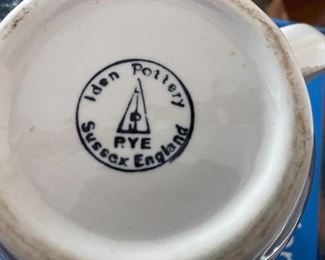 Iden Pottery
RYE
Sussex England